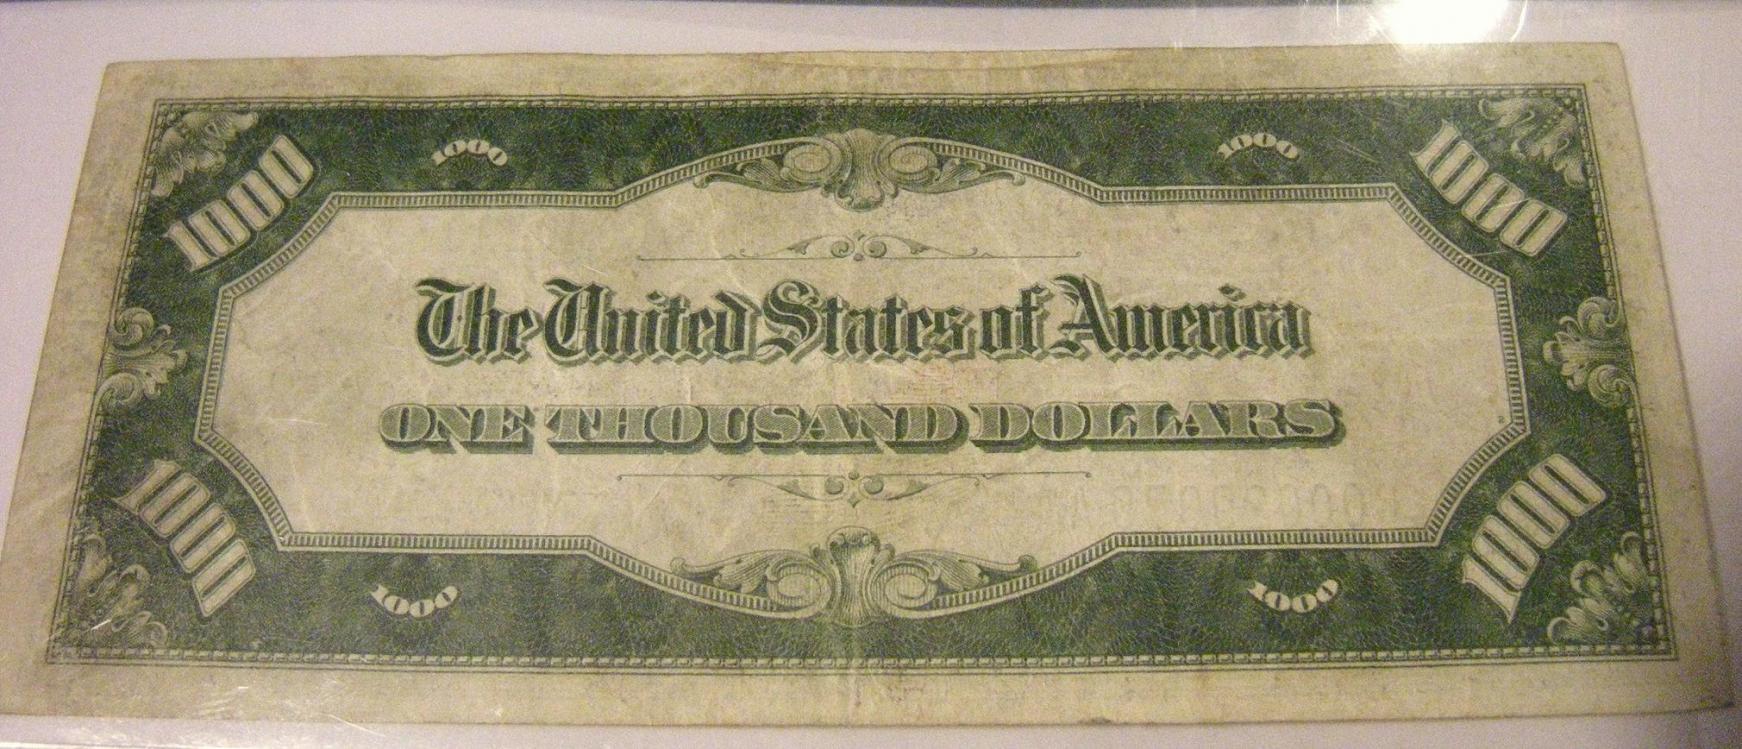 1000 1000 1000 1000
The United States of America
ONE THOUSAND DOLLARS
1000 1000 1000 1000